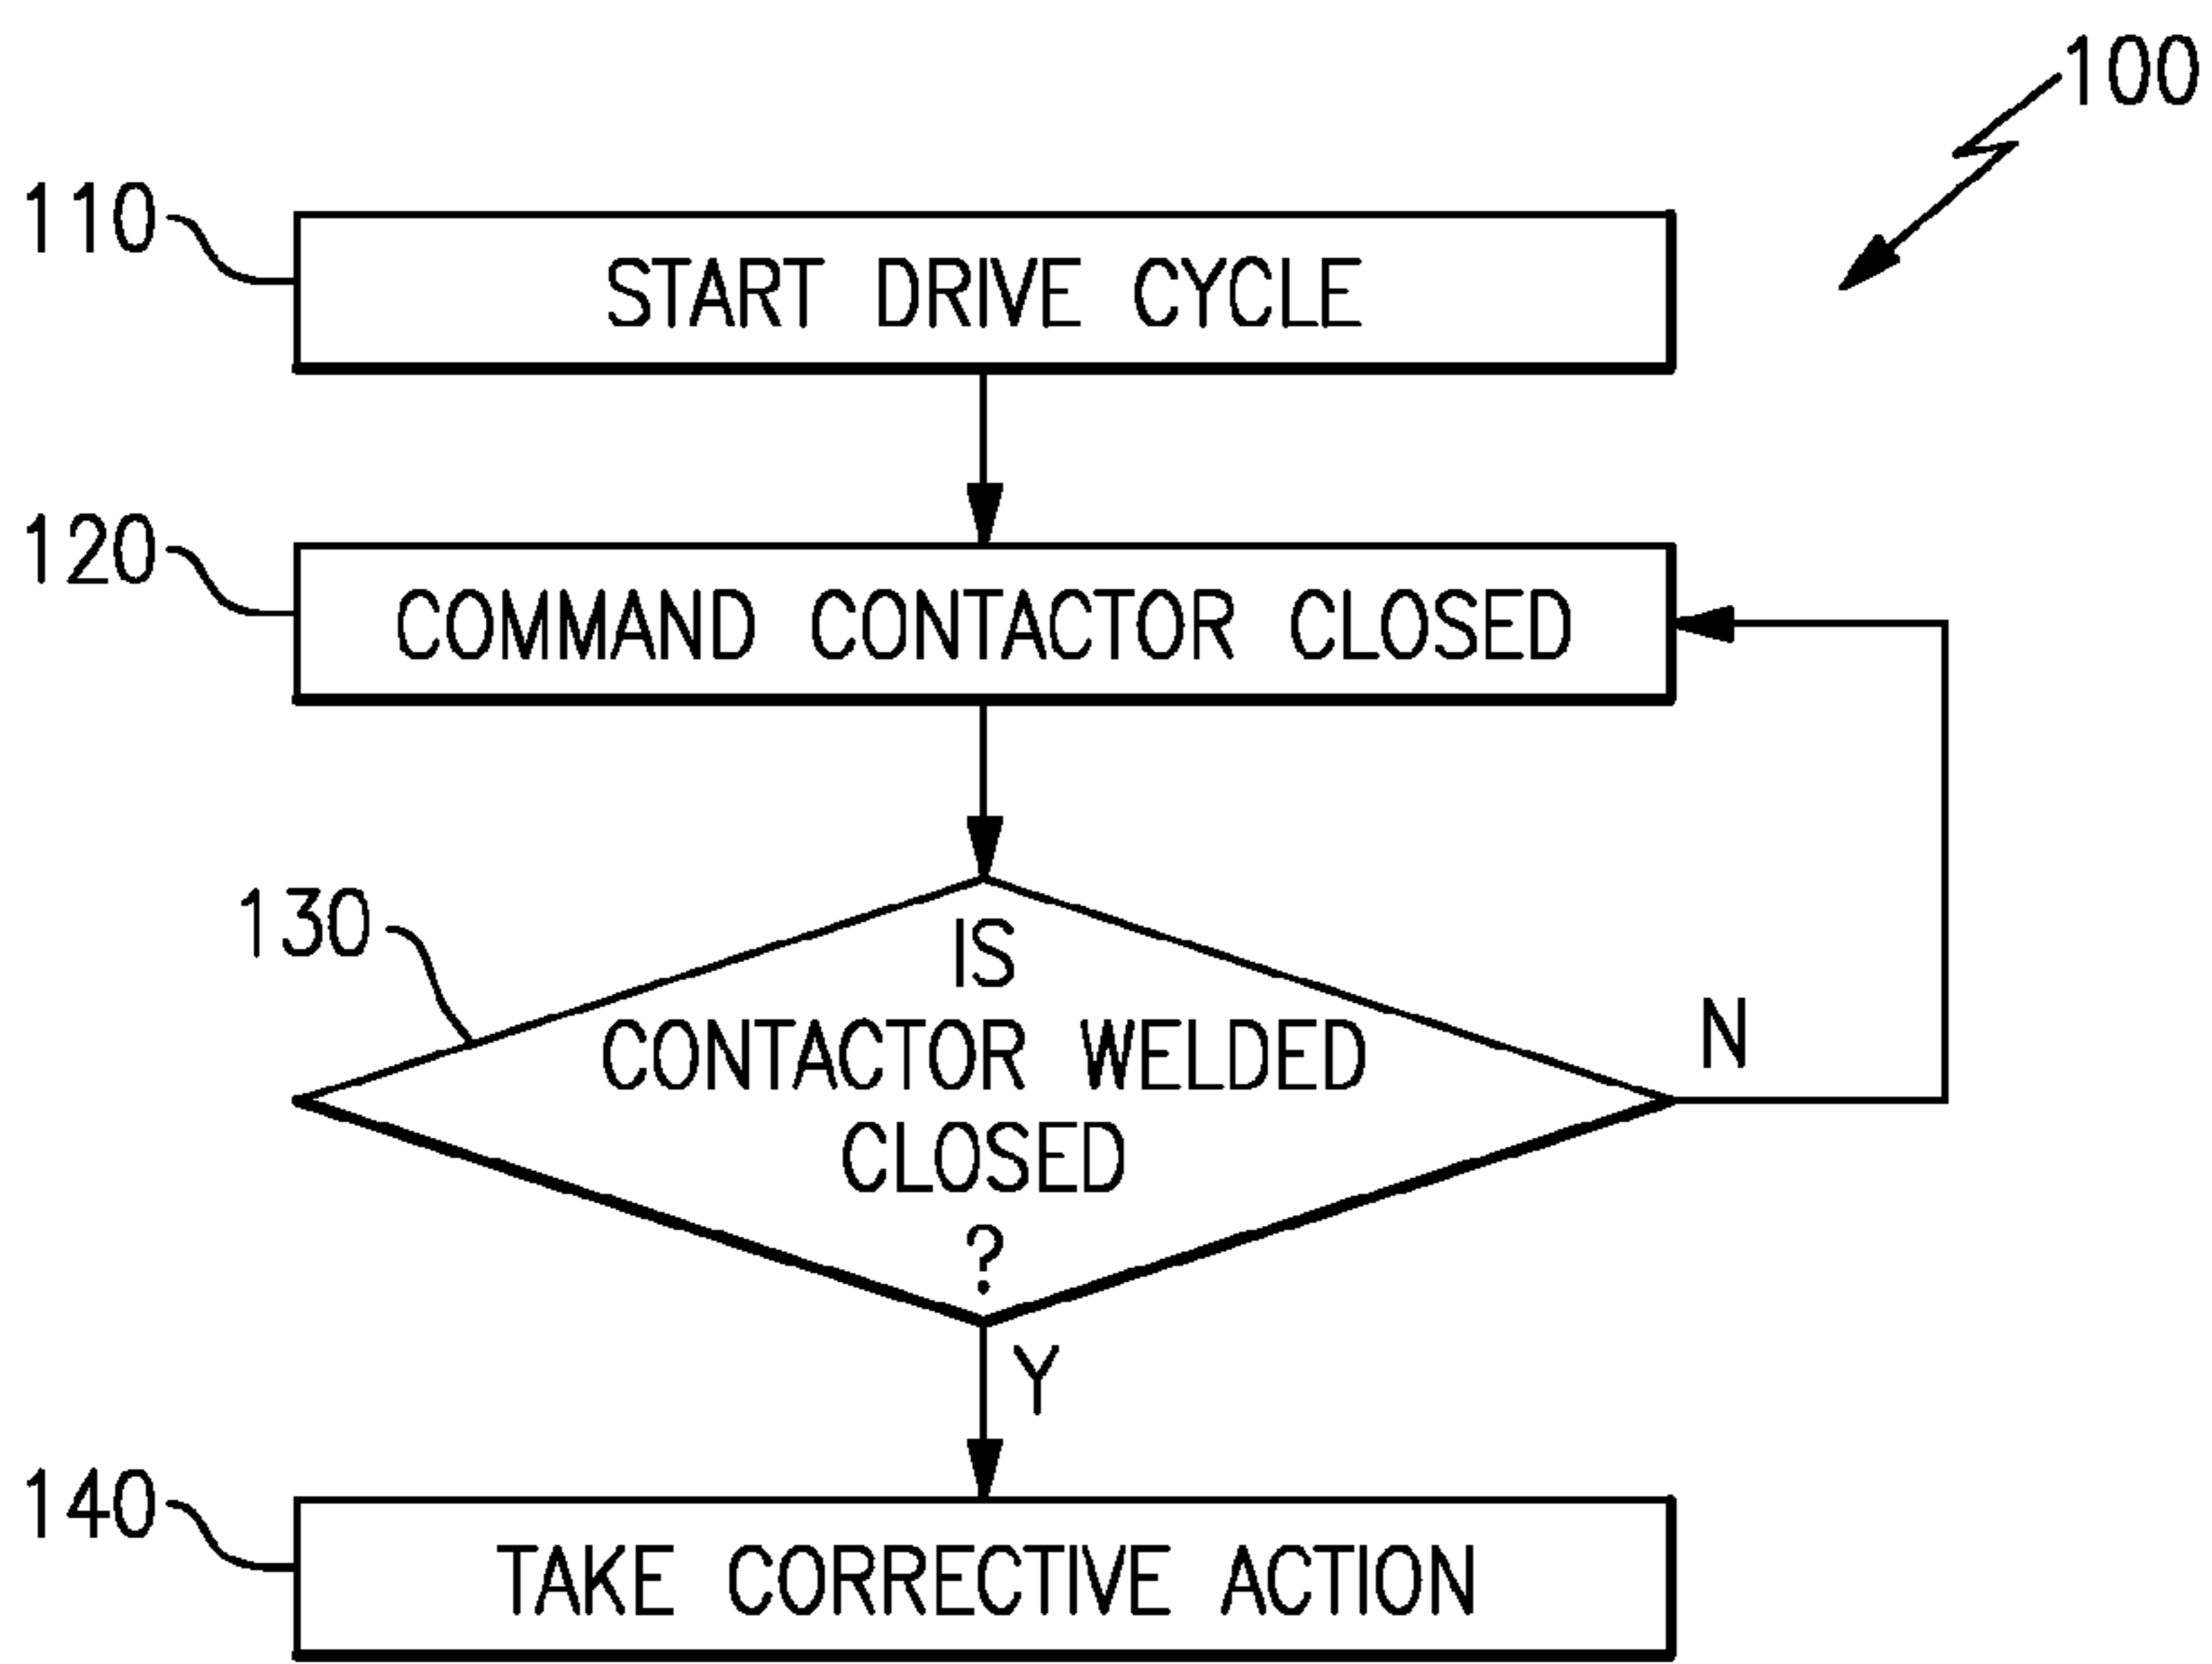 100
110
START DRIVE CYCLE
120
COMMAND CONTACTOR CLOSED
130
IS
CONTACTOR WELDED
CLOSED
?
N
Y
140
TAKE CORRECTIVE ACTION